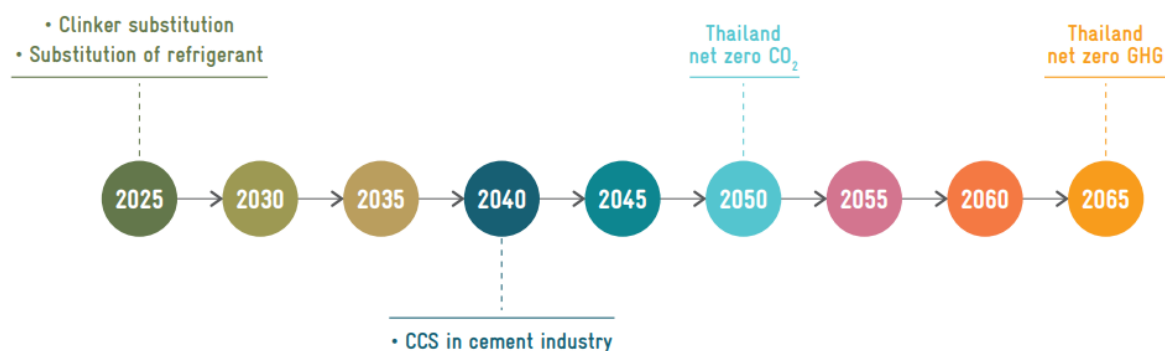 • Clinker substitution
• Substitution of refrigerant
Thailand
net zero CO₂
Thailand
net zero GHG
2025
2030
2035
2040
2045
2050
2055
2060
2065
• CCS in cement industry